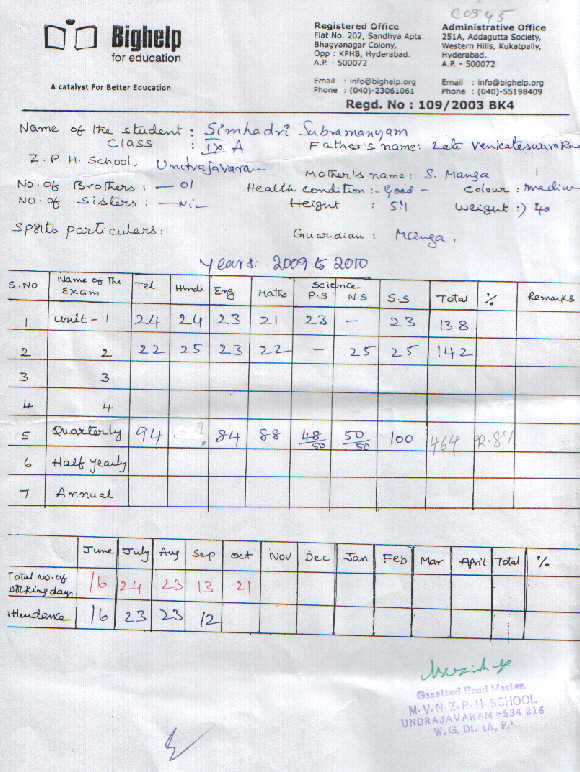 C0545
Bighelp
for education
A catalyst For Better Education
Registered Office
Flat No. 202, Sandhya Apts.
Bhagyanagar Colony,
Opp : KPHB, Hyderabad.
A.P. - 500072
Email : info@bighelp.org
Phone : (040)-23061061
Administrative Office
251A, Addagutta Society,
Western Hills, Kukatpally,
Hyderabad.
A.P. - 500072
Email : info@bighelp.org
Phone : (040)-55198409
Regd. No : 109/2003 BK4
Name of the student : Simhadri Subramanyam
Class : IX A Father's name: Late Venkateswara Rao
Z. P. H. School, Undrajavaram Mother's name: S. Manga
No. of Brothers : - 01 Health condition :- Good - Colour : medium
No. of Sisters : - Nil Height : 5'1 Weight :) 40
Sports particulars: Guardian : Manga.
Years: 2009 to 2010
S.NO Name of the Exam Tel Hindi Eng Maths Science P.S N.S S.S Total % Remarks
1 Unit - 1 24 24 23 21 23 - 23 138
2 2 22 25 23 22 - 25 25 142
3 3
4 4
5 Quarterly 94 ? 84 88 48/50 50/50 100 464 92.8%
6 Half yearly
7 Annual
June July Aug Sep Oct Nov Dec Jan Feb Mar April Total %
Total no. of working days 16 24 23 13 21
Attendence 16 23 23 12
Gazetted Head Master
M. V. N. Z. P. H SCHOOL
UNDRAJAVARAM - 534 216
W. G. Dt. (A. P.)